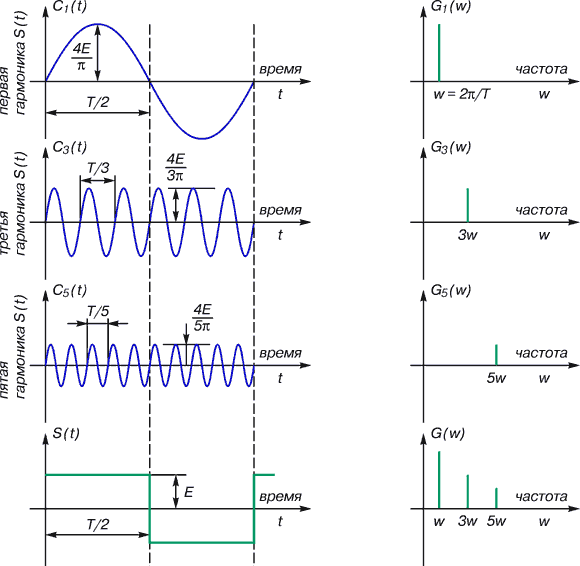 C₁(t)
G₁(w)
4E
π
время
t
T/2
первая
гармоника S(t)
частота
w = 2π/T
w
C₃(t)
G₃(w)
T/3
4E
3π
время
t
третья
гармоника S(t)
частота
3w
w
C₅(t)
G₅(w)
T/5
4E
5π
время
t
пятая
гармоника S(t)
частота
5w
w
S(t)
G(w)
E
время
t
T/2
частота
w
3w
5w
w